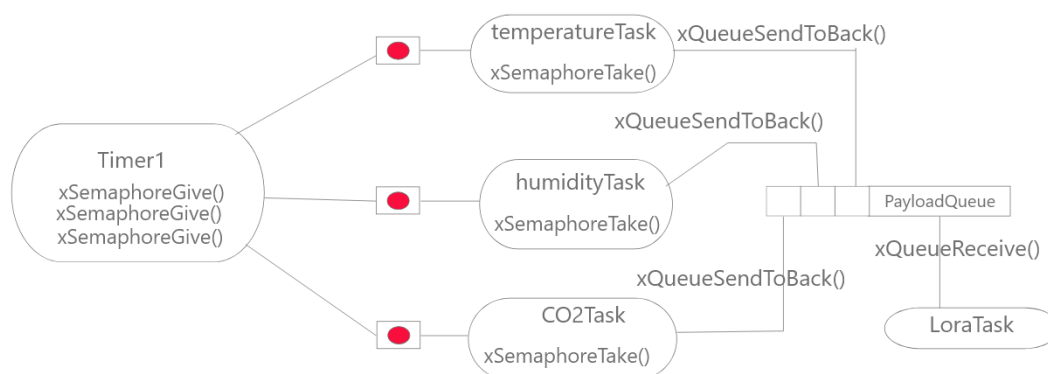 temperatureTask
xSemaphoreTake()
xQueueSendToBack()
Timer1
xSemaphoreGive()
xSemaphoreGive()
xSemaphoreGive()
humidityTask
xSemaphoreTake()
xQueueSendToBack()
PayloadQueue
xQueueReceive()
CO2Task
xSemaphoreTake()
xQueueSendToBack()
LoraTask